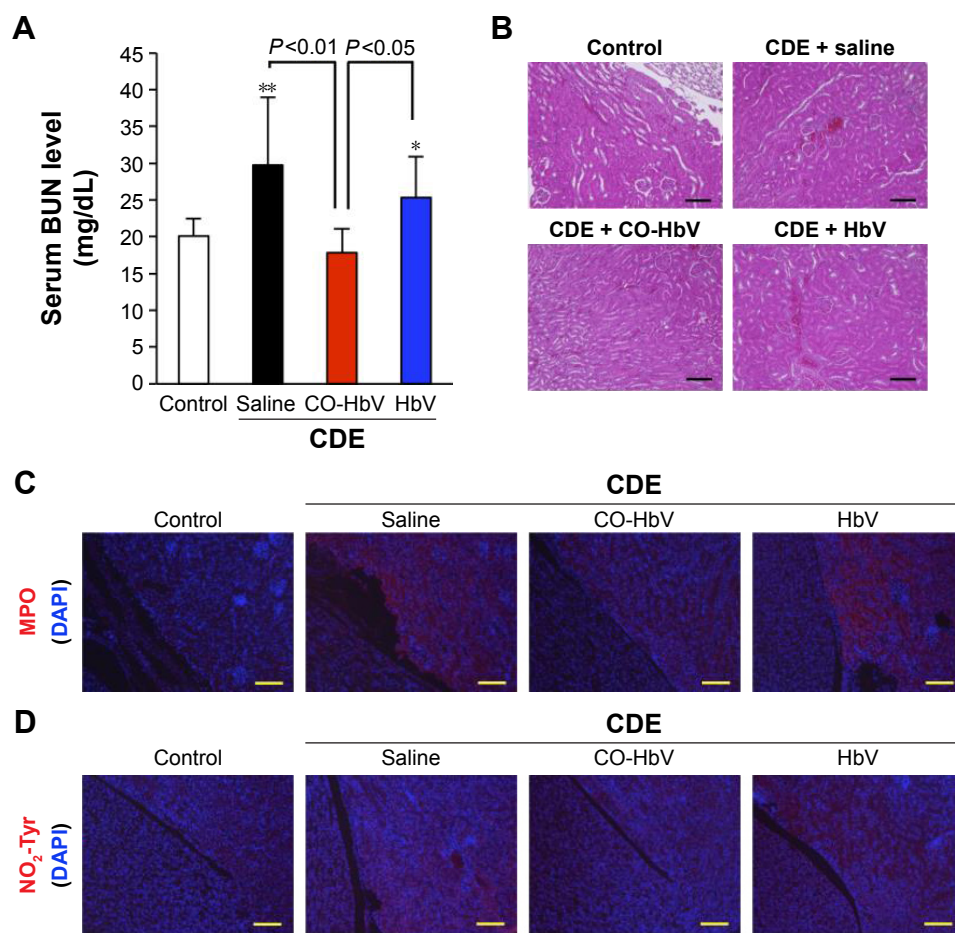 A
P<0.01
P<0.05
45
40
35
30
25
20
15
10
5
0
**
*
Serum BUN level
(mg/dL)
Control
Saline
CO-HbV
HbV
CDE
B
Control
CDE + saline
CDE + CO-HbV
CDE + HbV
C
CDE
Control
Saline
CO-HbV
HbV
MPO
(DAPI)
D
CDE
Control
Saline
CO-HbV
HbV
NO₂-Tyr
(DAPI)